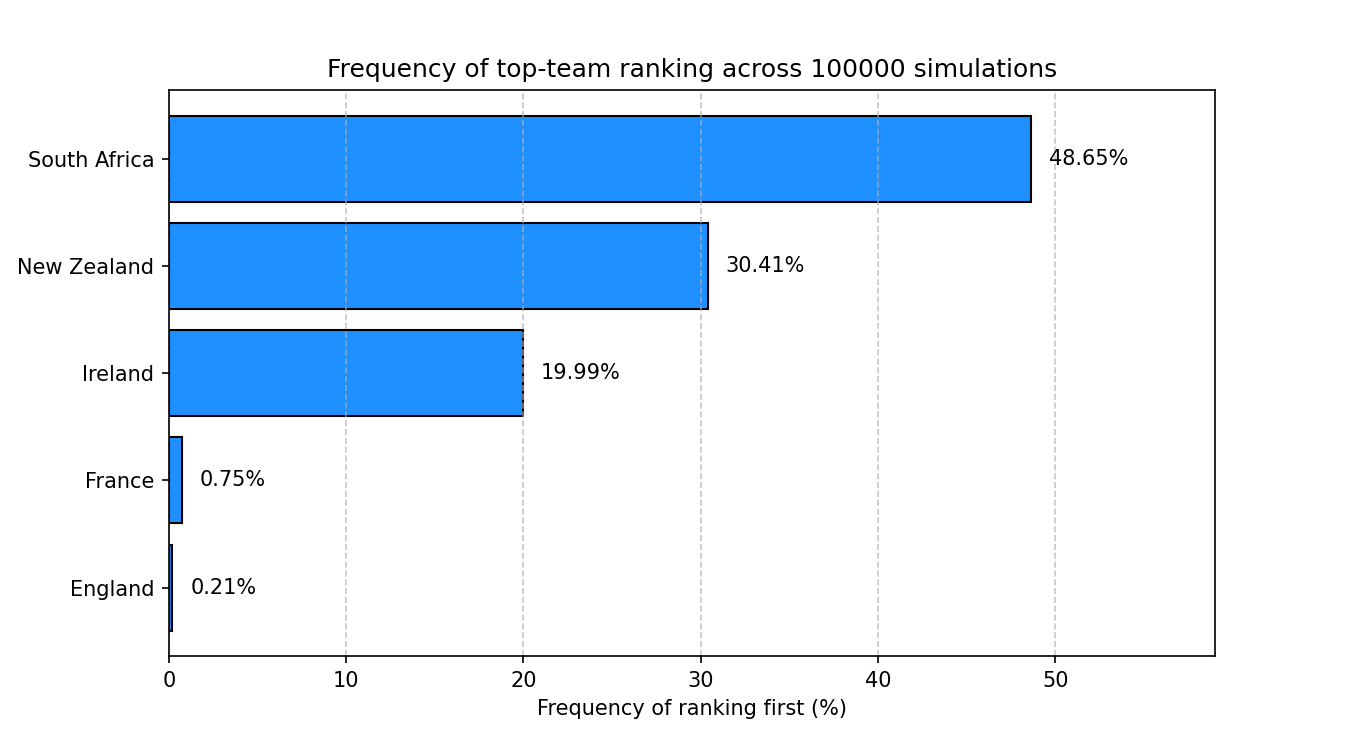 Frequency of top-team ranking across 100000 simulations
South Africa
48.65%
New Zealand
30.41%
Ireland
19.99%
France
0.75%
England
0.21%
0 10 20 30 40 50
Frequency of ranking first (%)